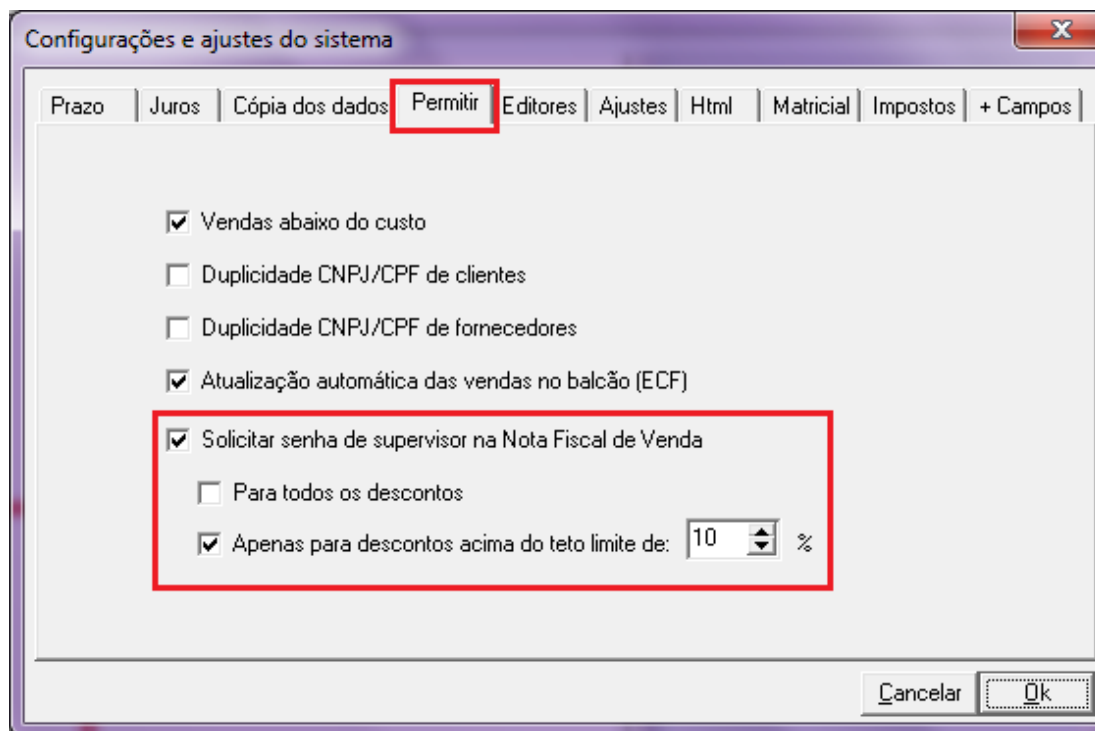 Configurações e ajustes do sistema
Prazo Juros Cópia dos dados Permitir Editores Ajustes Html Matricial Impostos + Campos
Vendas abaixo do custo
Duplicidade CNPJ/CPF de clientes
Duplicidade CNPJ/CPF de fornecedores
Atualização automática das vendas no balcão (ECF)
Solicitar senha de supervisor na Nota Fiscal de Venda
Para todos os descontos
Apenas para descontos acima do teto limite de: 10 %
Cancelar Ok